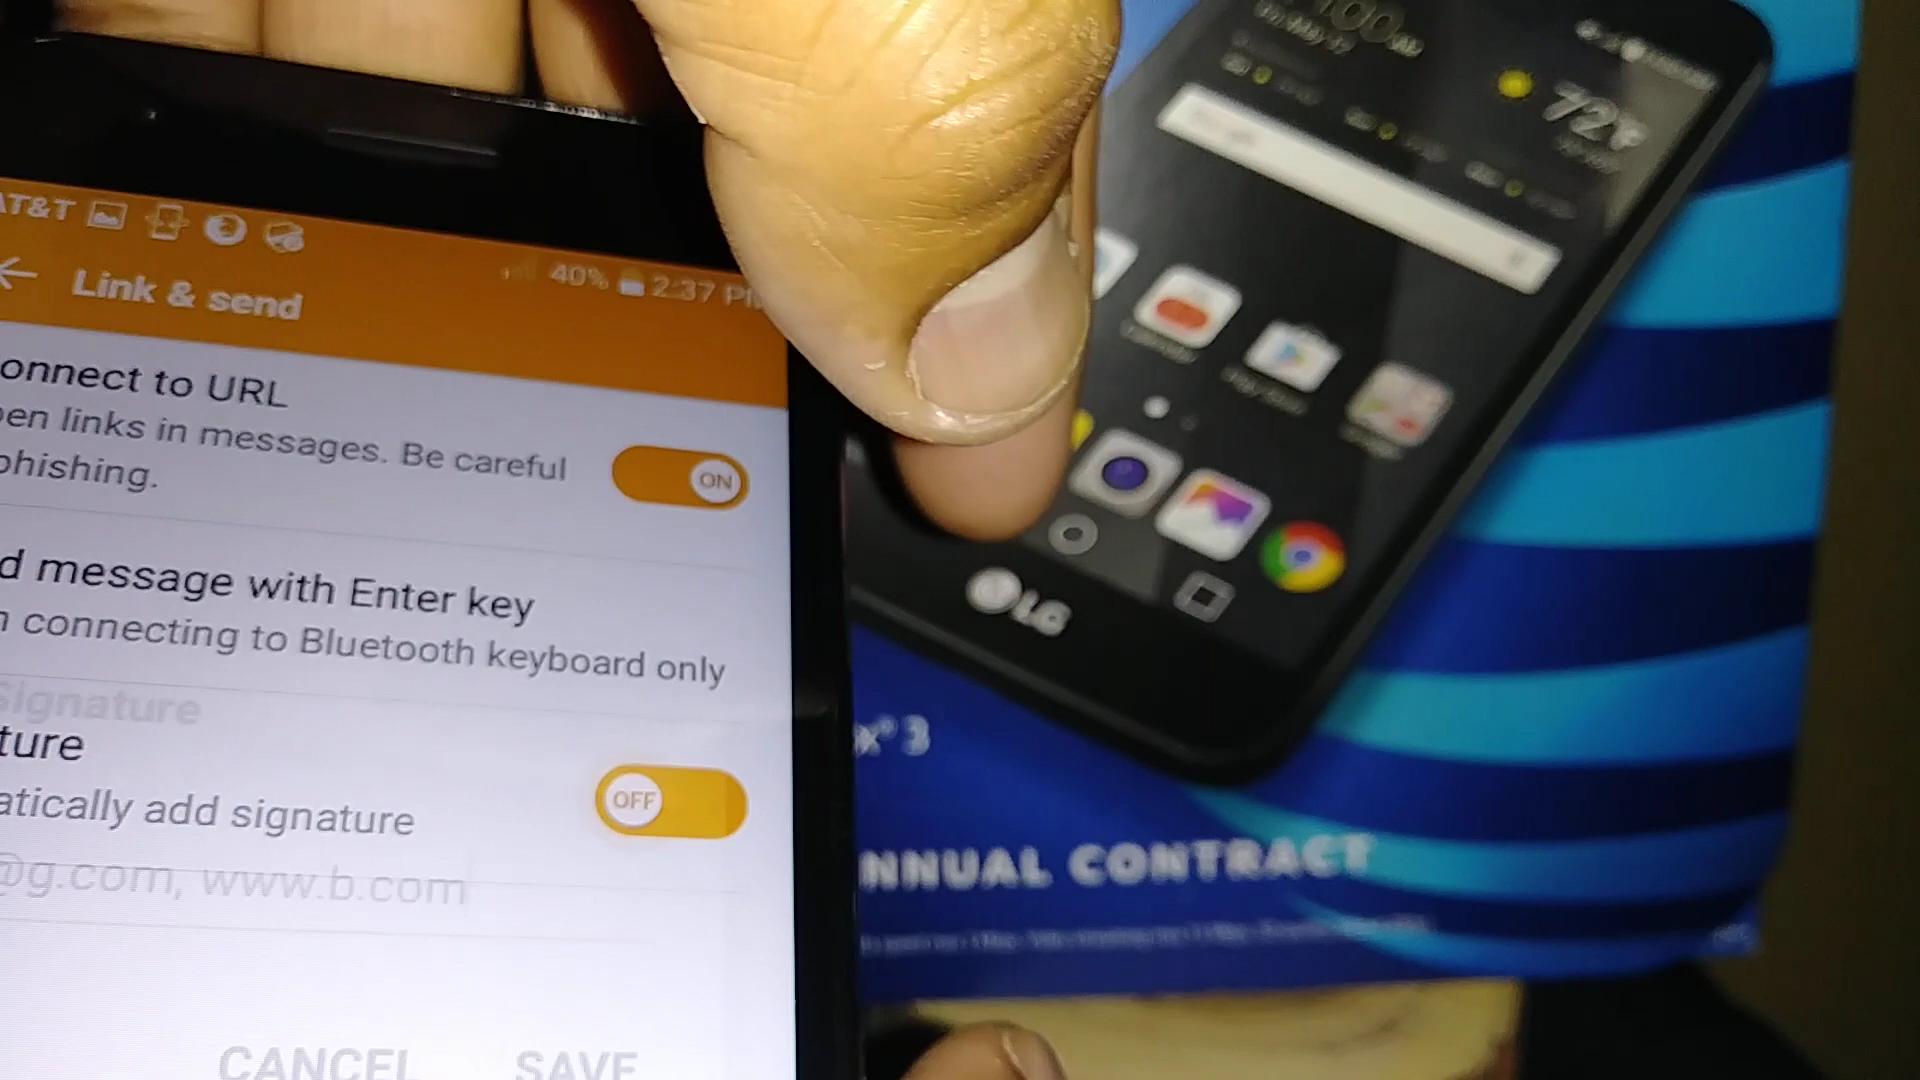 AT&T
40% 2:37 P
Link & send
onnect to URL
en links in messages. Be careful
phishing.
ON
d message with Enter key
n connecting to Bluetooth keyboard only
Signature
ture
OFF
atically add signature
@g.com, www.b.com
CANCEL SAVE
72°F
LG
x° 3
NNUAL CONTRACT